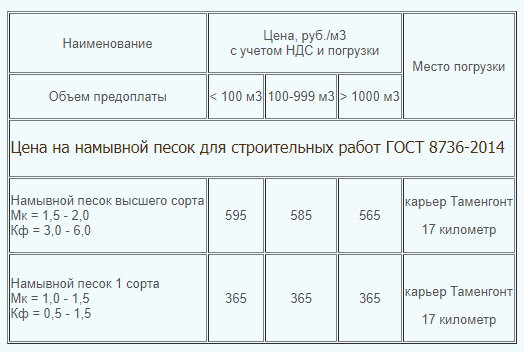 Наименование
Цена, руб./м3
с учетом НДС и погрузки
Место погрузки
Объем предоплаты
< 100 м3
100-999 м3
> 1000 м3
Цена на намывной песок для строительных работ ГОСТ 8736-2014
Намывной песок высшего сорта
Мк = 1,5 - 2,0
Кф = 3,0 - 6,0
595
585
565
карьер Таменгонт
17 километр
Намывной песок 1 сорта
Мк = 1,0 - 1,5
Кф = 0,5 - 1,5
365
365
365
карьер Таменгонт
17 километр